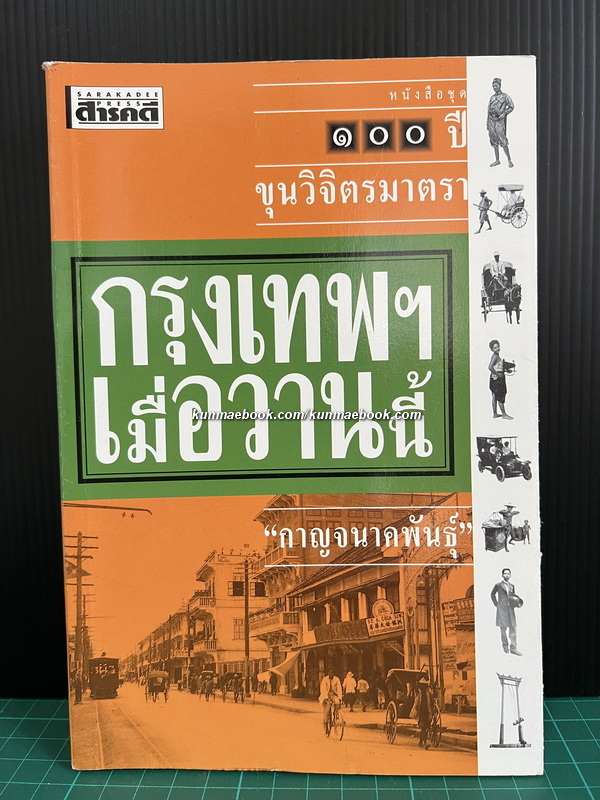 SARAKADEE
PRESS
สารคดี
หนังสือชุด
๑๐๐ ปี
ขุนวิจิตรมาตรา
กรุงเทพฯ
เมื่อวานนี้
kunmaebook.com/kunmaebook.com
“กาญจนาคพันธุ์”